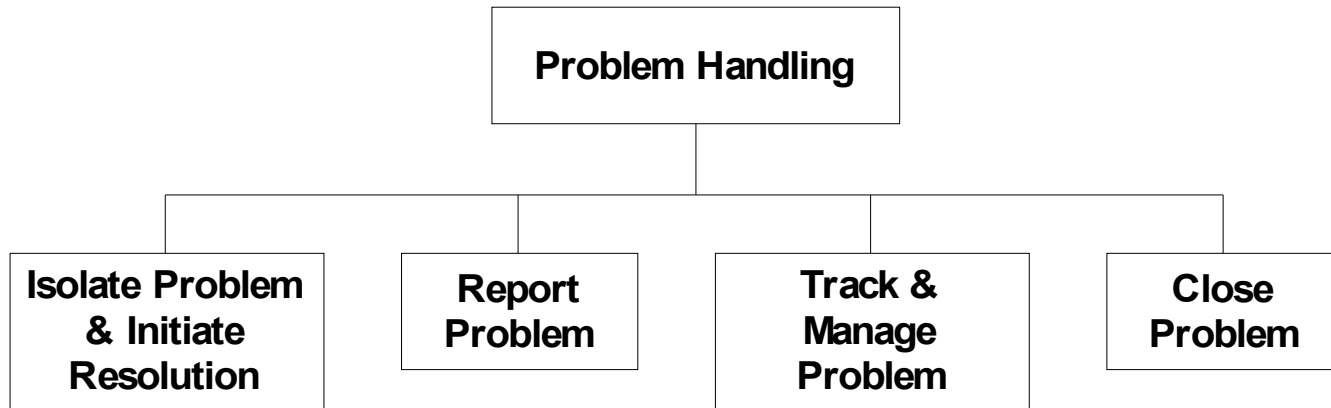 Problem Handling
Isolate Problem
& Initiate
Resolution
Report
Problem
Track &
Manage
Problem
Close
Problem